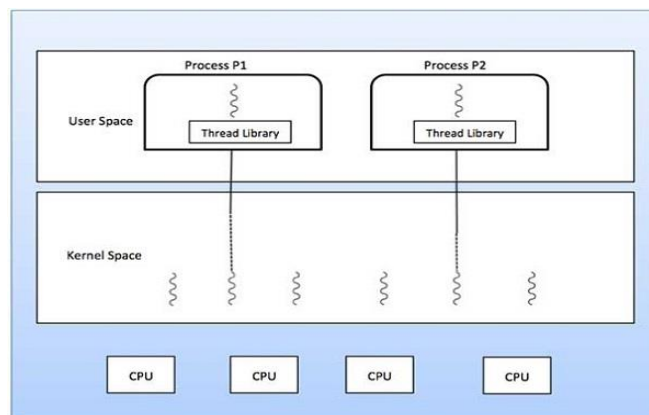 Process P1
Process P2
User Space
Thread Library
Thread Library
Kernel Space
CPU
CPU
CPU
CPU